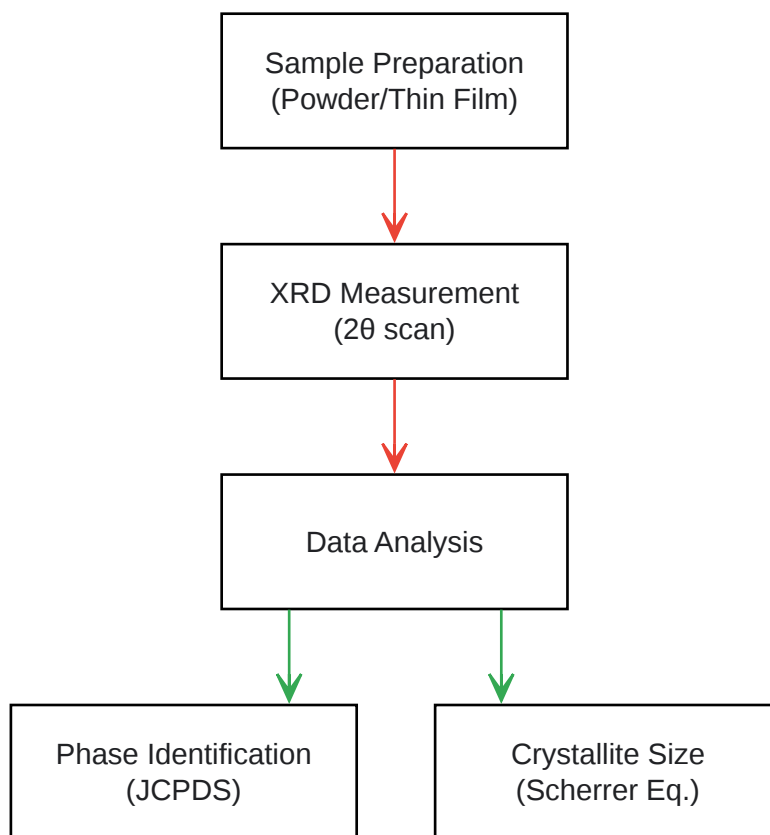 Sample Preparation
(Powder/Thin Film)
XRD Measurement
(2θ scan)
Data Analysis
Phase Identification
(JCPDS)
Crystallite Size
(Scherrer Eq.)